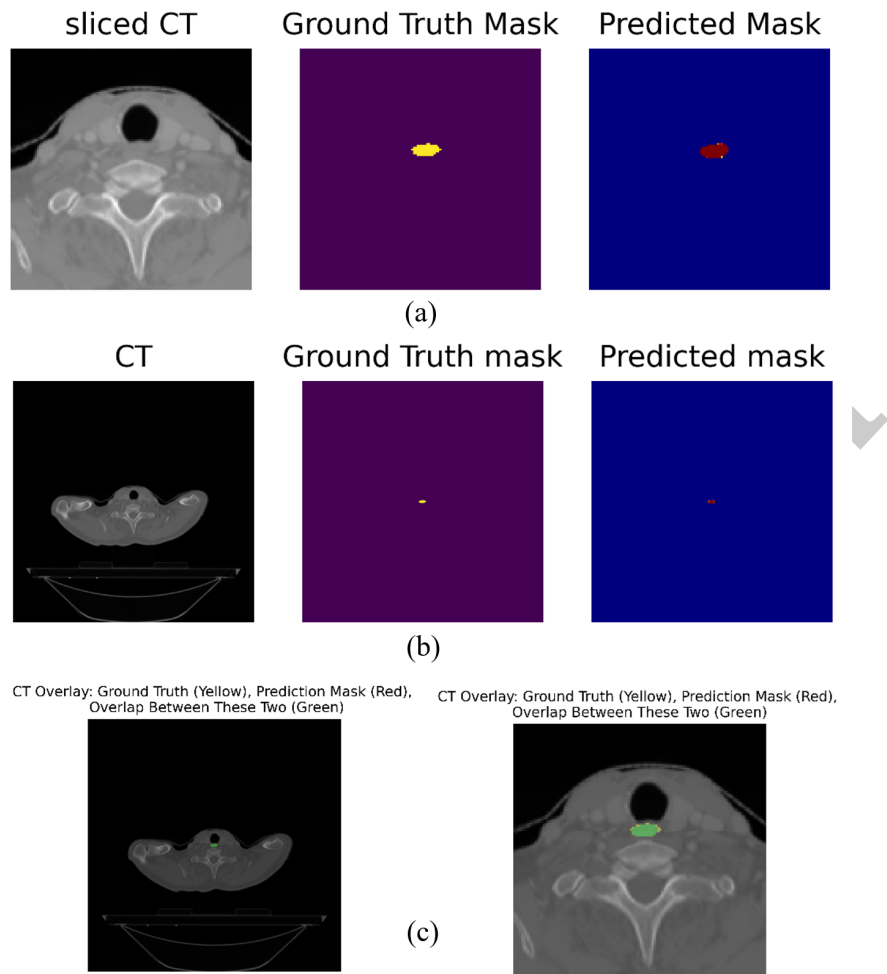 sliced CT
Ground Truth Mask
Predicted Mask
(a)
CT
Ground Truth mask
Predicted mask
(b)
CT Overlay: Ground Truth (Yellow), Prediction Mask (Red),
Overlap Between These Two (Green)
CT Overlay: Ground Truth (Yellow), Prediction Mask (Red),
Overlap Between These Two (Green)
(c)